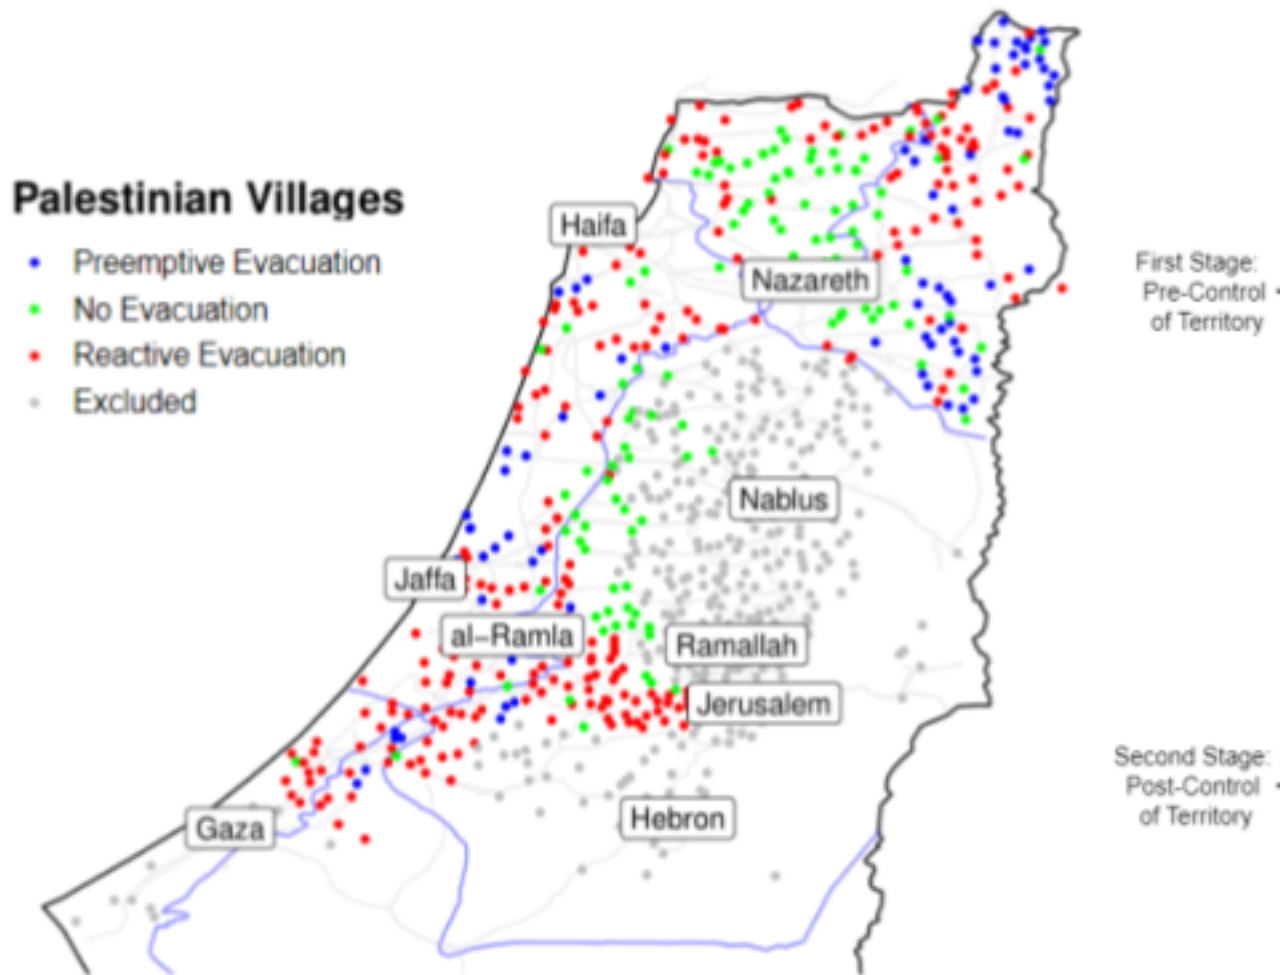 Palestinian Villages
Preemptive Evacuation
No Evacuation
Reactive Evacuation
Excluded
Haifa
Nazareth
First Stage:
Pre-Control
of Territory
Nablus
Jaffa
al-Ramla
Ramallah
Jerusalem
Second Stage:
Post-Control
of Territory
Gaza
Hebron